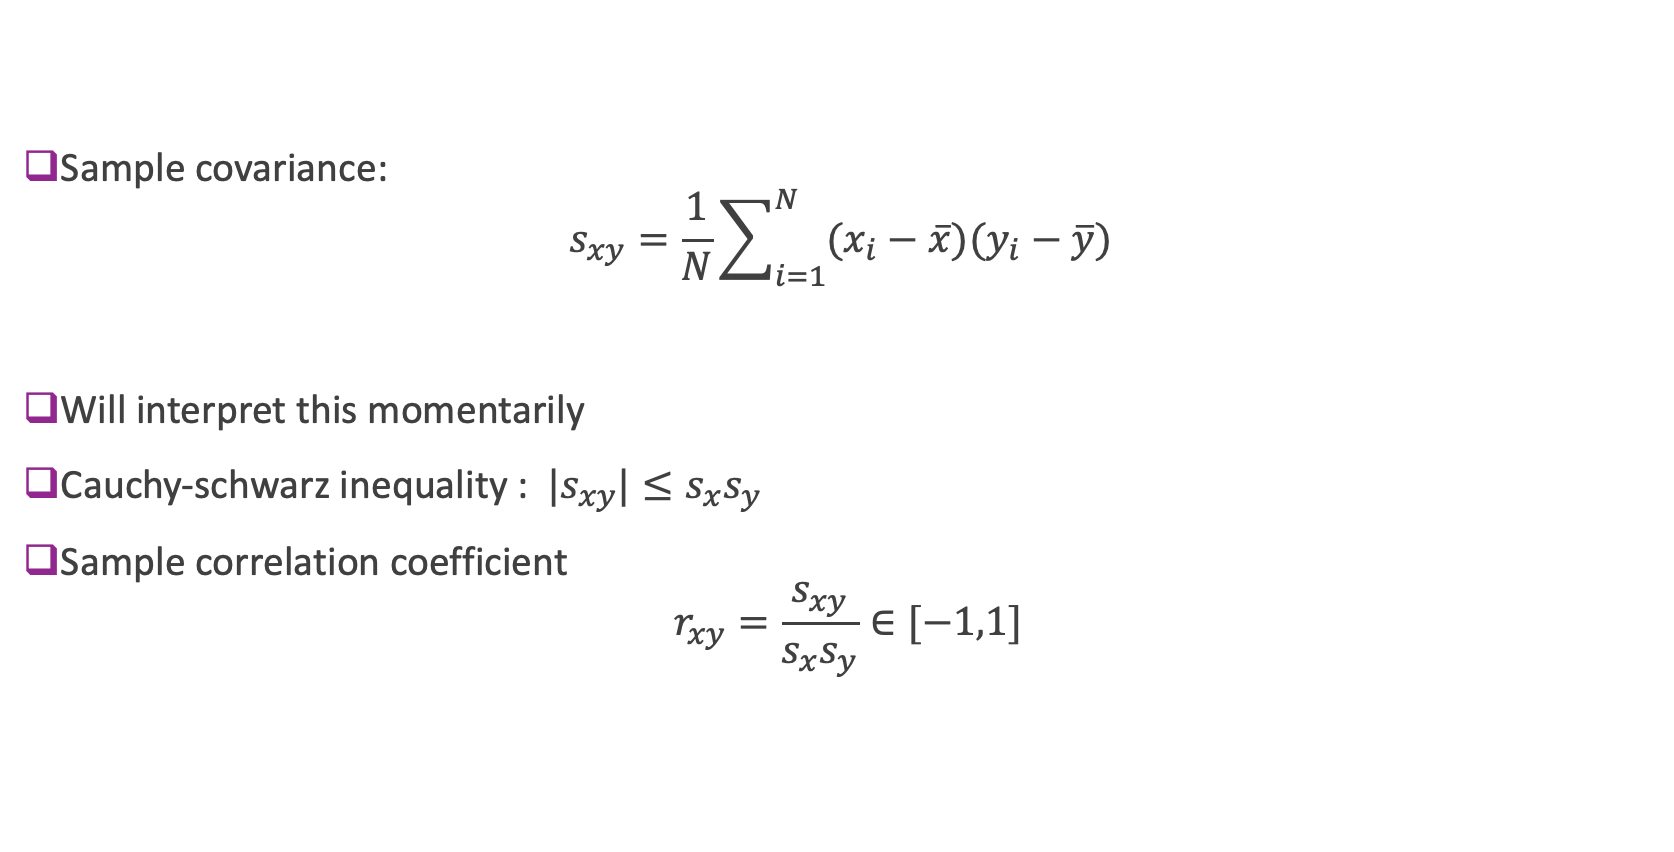 ❑Sample covariance:
$s_{xy} = \frac{1}{N} \sum_{i=1}^{N} (x_i - \bar{x})(y_i - \bar{y})$
❑Will interpret this momentarily
❑Cauchy-schwarz inequality : $|s_{xy}| \leq s_x s_y$
❑Sample correlation coefficient
$r_{xy} = \frac{s_{xy}}{s_x s_y} \in [-1,1]$